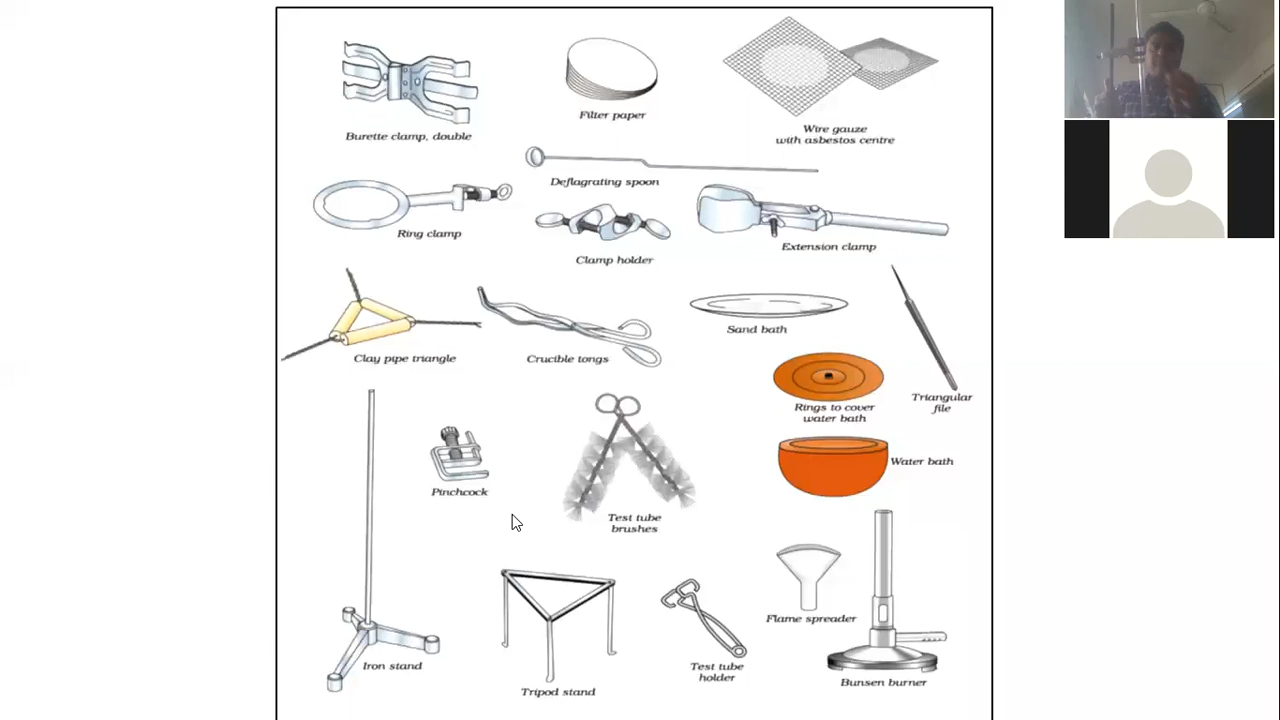 Burette clamp, double
Filter paper
Wire gauze
with asbestos centre
Deflagrating spoon
Ring clamp
Clamp holder
Extension clamp
Clay pipe triangle
Crucible tongs
Sand bath
Triangular
file
Rings to cover
water bath
Pinchcock
Test tube
brushes
Water bath
Iron stand
Tripod stand
Test tube
holder
Flame spreader
Bunsen burner